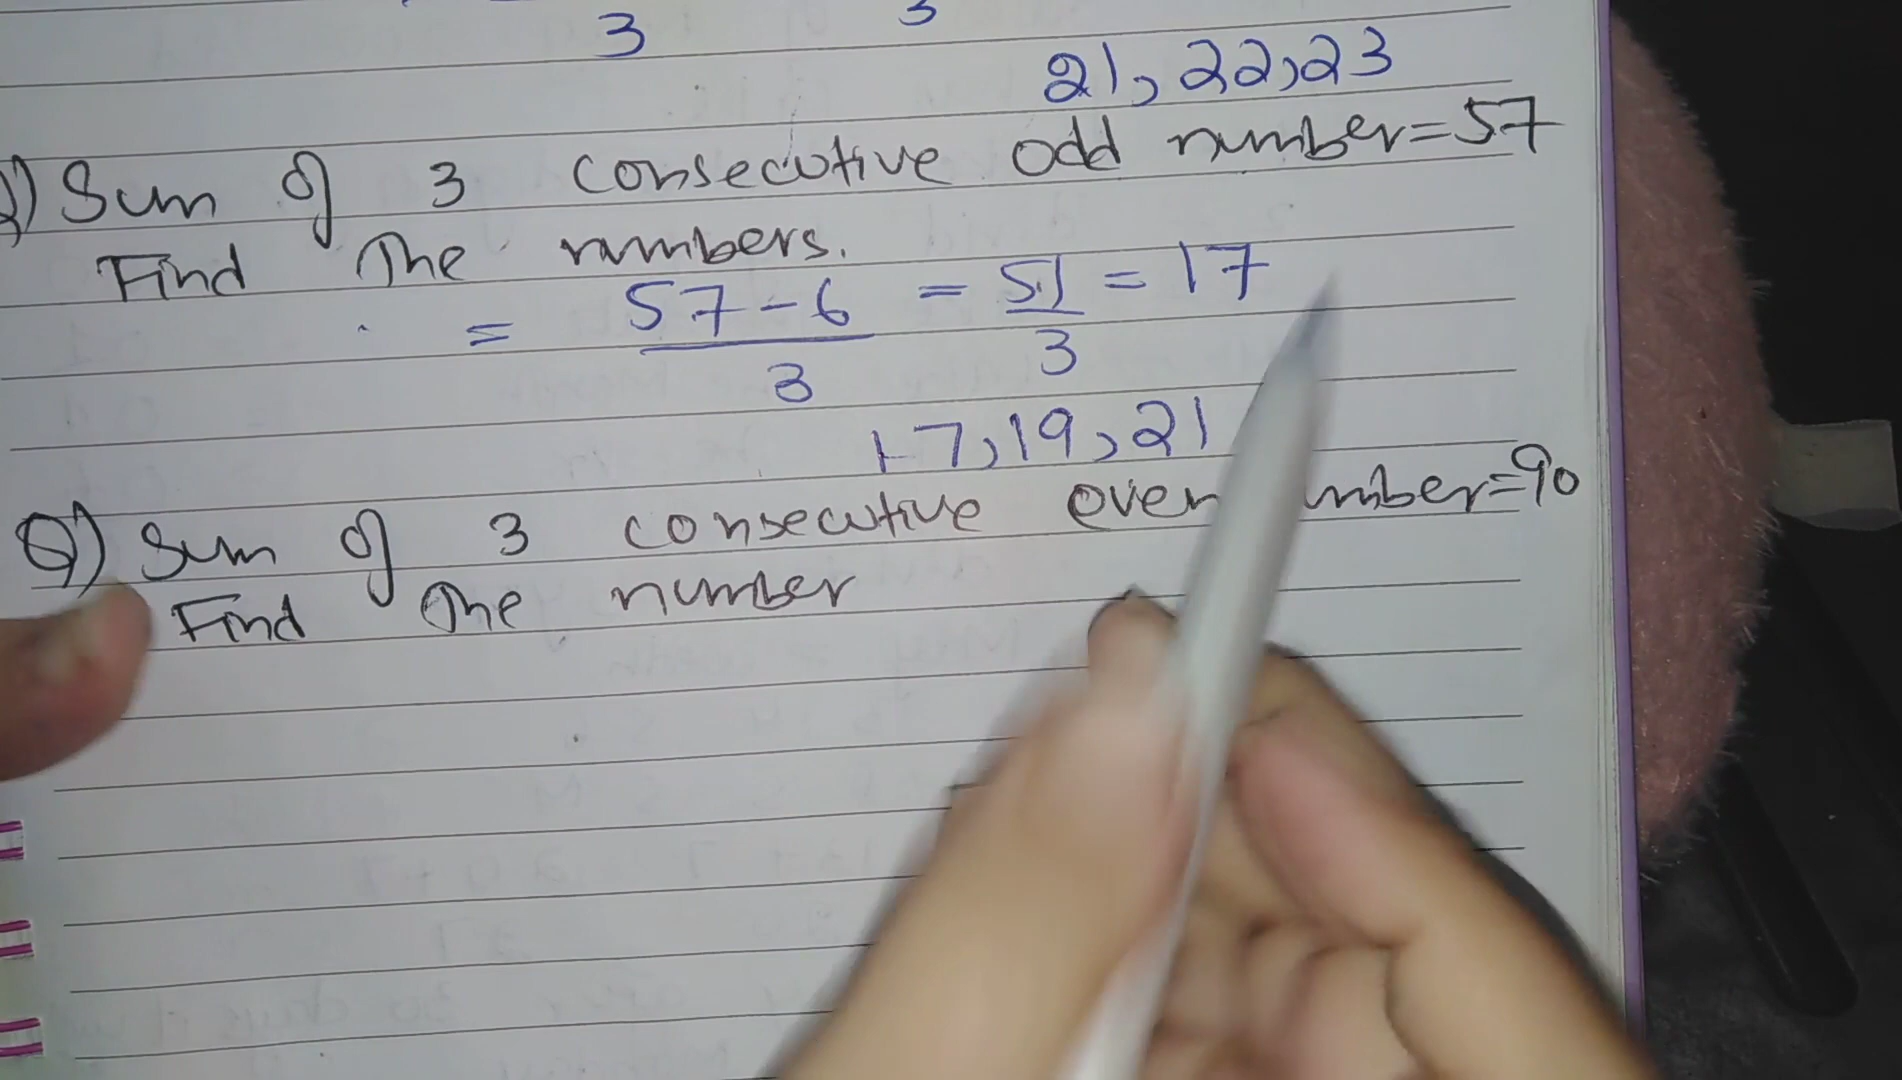 3 3
21, 22, 23
Q) Sum of 3 consecutive odd number=57
Find The numbers.
= 57-6 = 51 = 17
3 3
17, 19, 21
Q) Sum of 3 consecutive even =90
Find The number